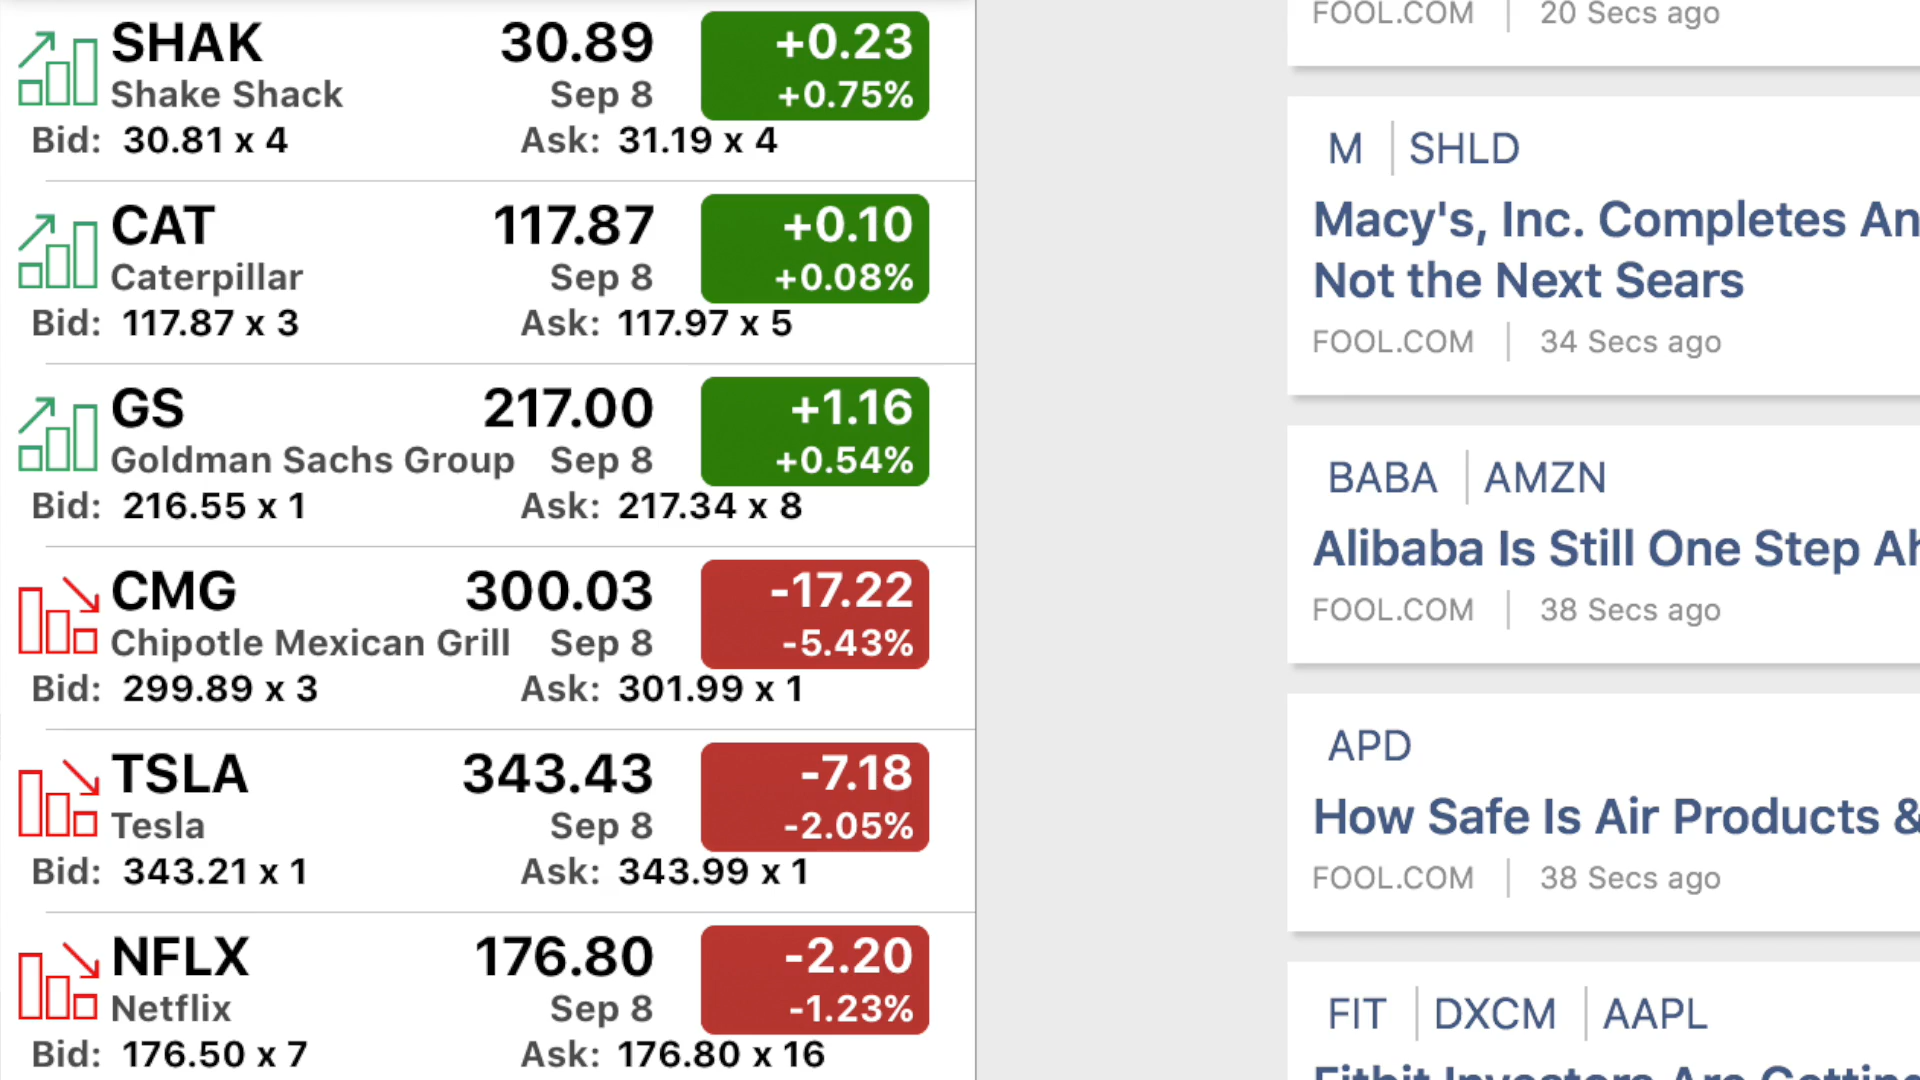 SHAK 30.89 +0.23
Shake Shack Sep 8 +0.75%
Bid: 30.81 x 4 Ask: 31.19 x 4
CAT 117.87 +0.10
Caterpillar Sep 8 +0.08%
Bid: 117.87 x 3 Ask: 117.97 x 5
GS 217.00 +1.16
Goldman Sachs Group Sep 8 +0.54%
Bid: 216.55 x 1 Ask: 217.34 x 8
CMG 300.03 -17.22
Chipotle Mexican Grill Sep 8 -5.43%
Bid: 299.89 x 3 Ask: 301.99 x 1
TSLA 343.43 -7.18
Tesla Sep 8 -2.05%
Bid: 343.21 x 1 Ask: 343.99 x 1
NFLX 176.80 -2.20
Netflix Sep 8 -1.23%
Bid: 176.50 x 7 Ask: 176.80 x 16
FOOL.COM | 20 Secs ago
M | SHLD
Macy's, Inc. Completes An
Not the Next Sears
FOOL.COM | 34 Secs ago
BABA | AMZN
Alibaba Is Still One Step Ah
FOOL.COM | 38 Secs ago
APD
How Safe Is Air Products &
FOOL.COM | 38 Secs ago
FIT | DXCM | AAPL
Fitbit Investors Are Getting